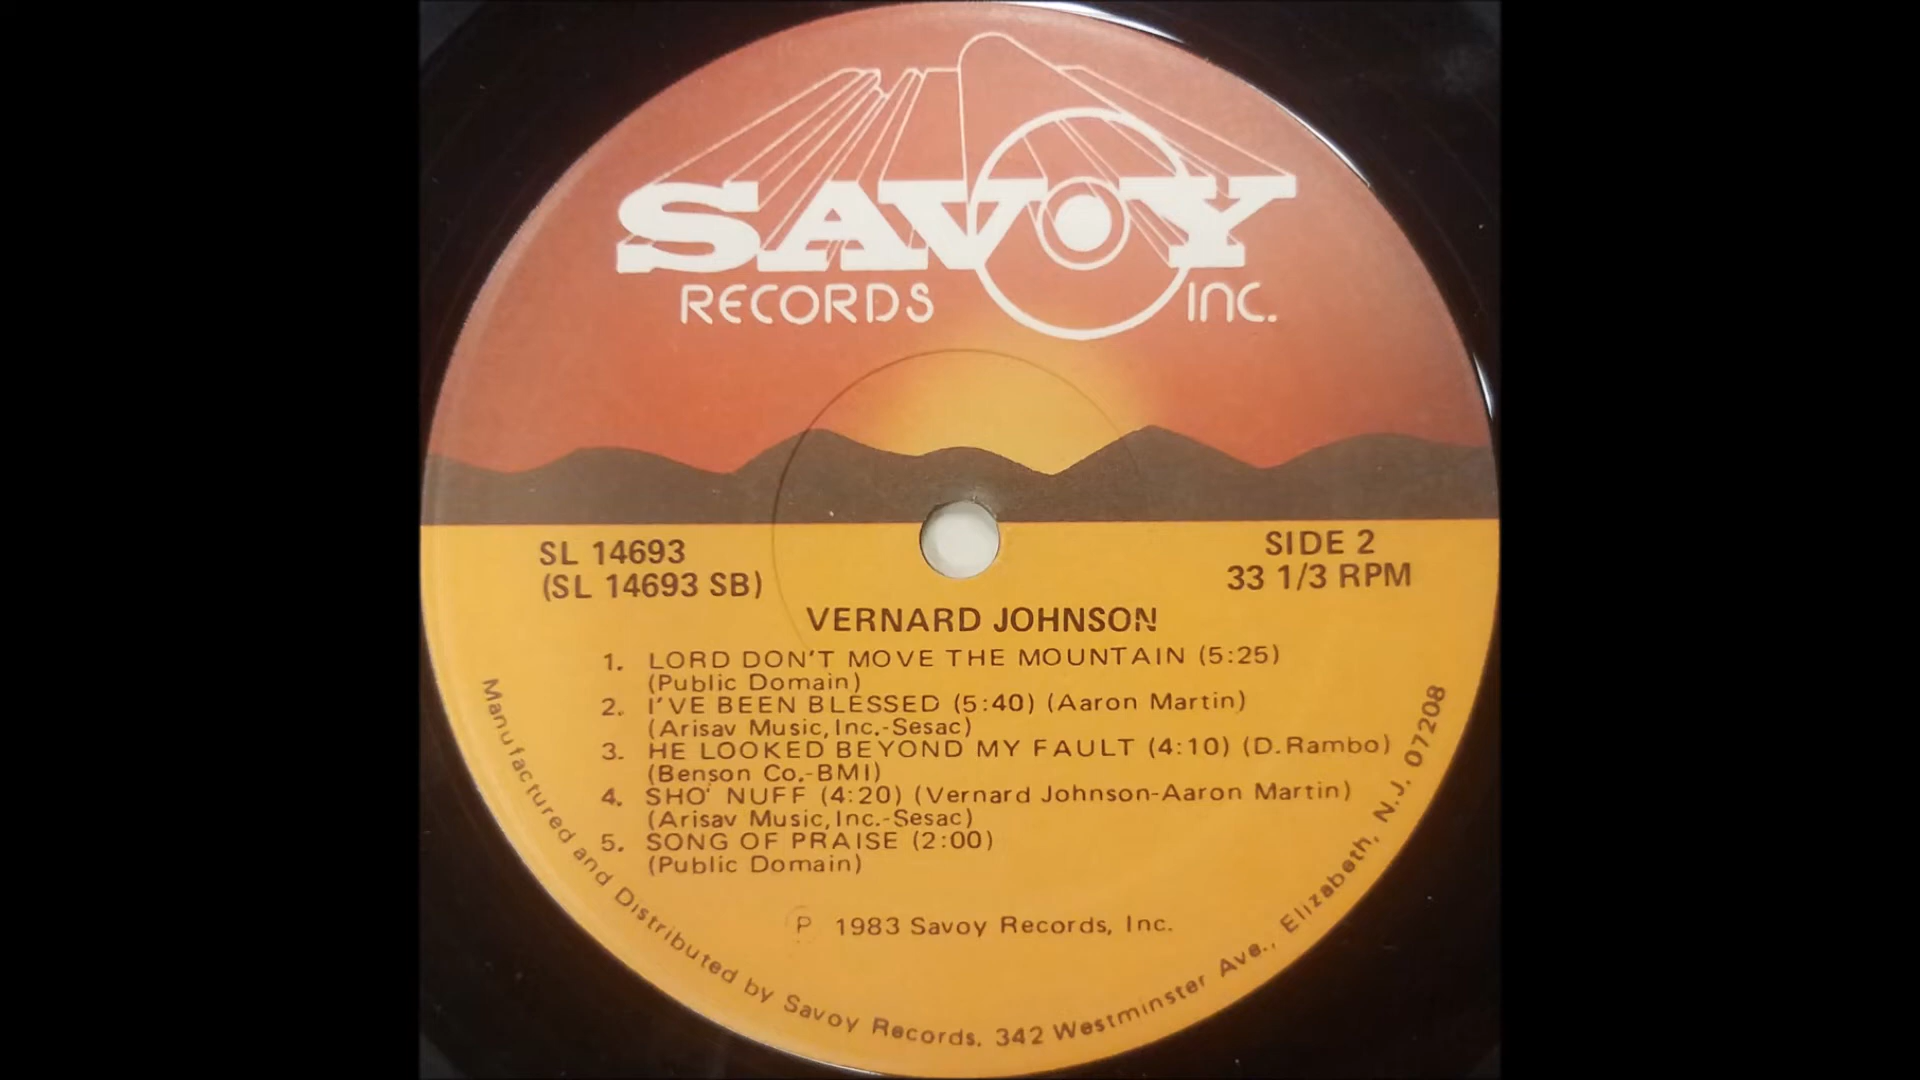 SAVOY
RECORDS INC.
SL 14693
(SL 14693 SB)
SIDE 2
33 1/3 RPM
VERNARD JOHNSON
1. LORD DON'T MOVE THE MOUNTAIN (5:25)
(Public Domain)
2. I'VE BEEN BLESSED (5:40) (Aaron Martin)
(Arisav Music, Inc.-Sesac)
3. HE LOOKED BEYOND MY FAULT (4:10) (D.Rambo)
(Benson Co.-BMI)
4. SHO' NUFF (4:20) (Vernard Johnson-Aaron Martin)
(Arisav Music, Inc.-Sesac)
5. SONG OF PRAISE (2:00)
(Public Domain)
Ⓟ 1983 Savoy Records, Inc.
Manufactured and Distributed by Savoy Records. 342 Westminster Ave., Elizabeth, N.J. 07208